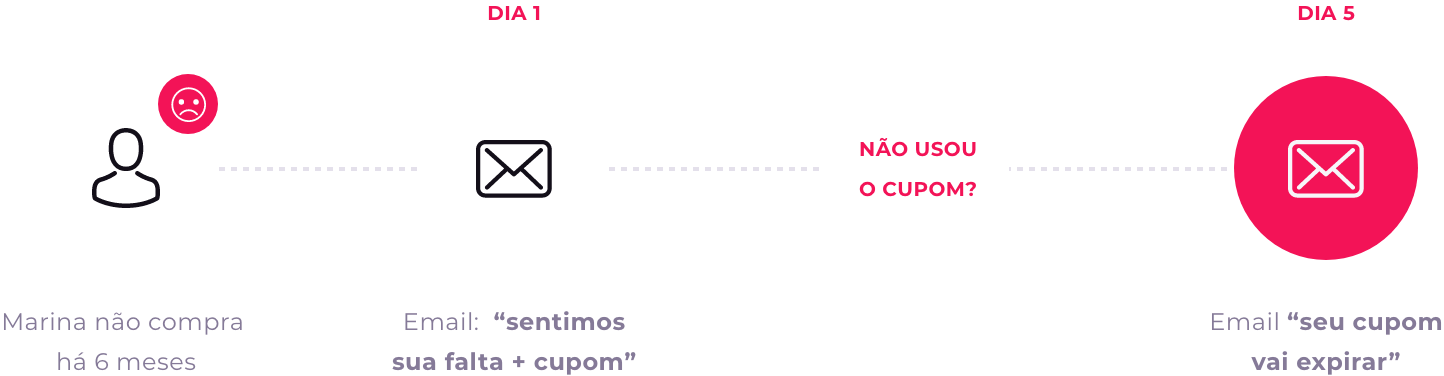 DIA 1
DIA 5
NÃO USOU
O CUPOM?
Marina não compra
há 6 meses
Email: “sentimos
sua falta + cupom”
Email “seu cupom
vai expirar”